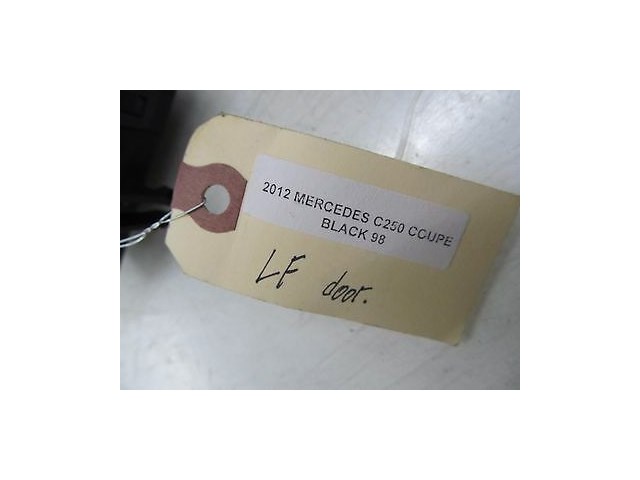 2012 MERCEDES C250 COUPE
BLACK 98
LF door.